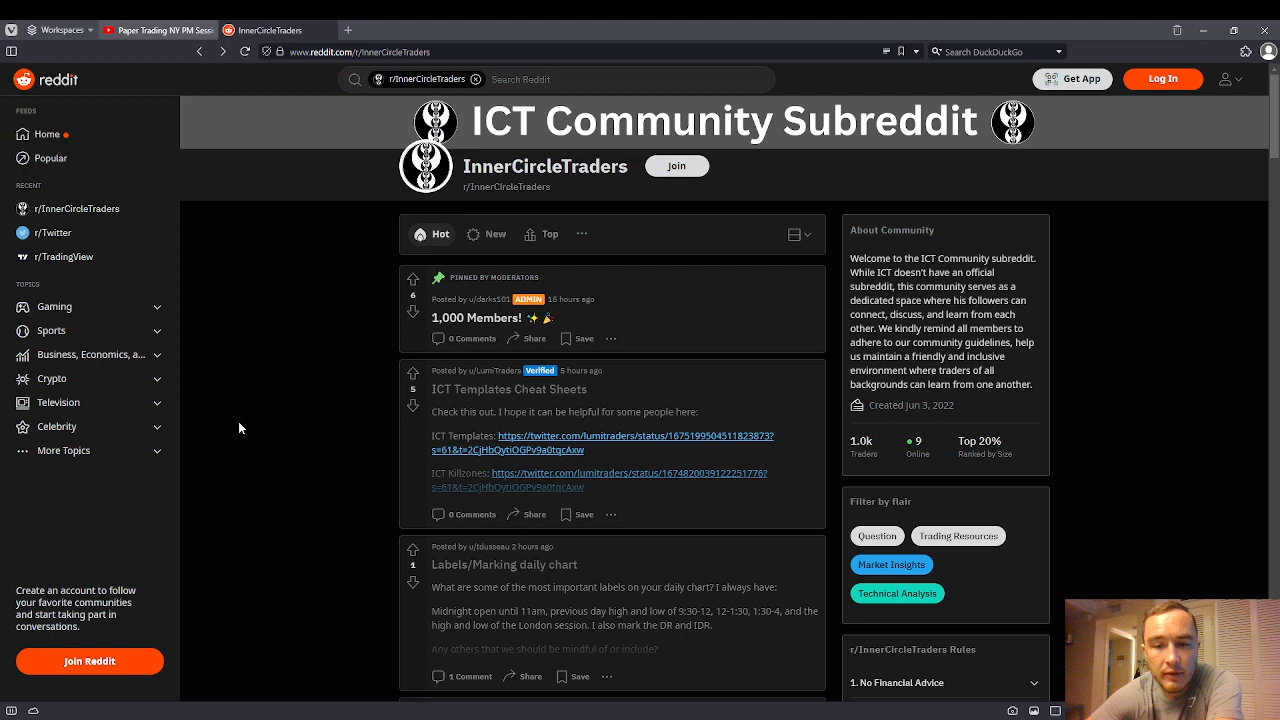 Workspaces
Paper Trading NY PM Sessi
InnerCircleTraders
www.reddit.com/r/InnerCircleTraders
Search DuckDuckGo
reddit
r/InnerCircleTraders
Search Reddit
Get App
Log In
FEEDS
Home
Popular
RECENT
r/InnerCircleTraders
r/Twitter
r/TradingView
TOPICS
Gaming
Sports
Business, Economics, a...
Crypto
Television
Celebrity
More Topics
Create an account to follow
your favorite communities
and start taking part in
conversations.
Join Reddit
ICT Community Subreddit
InnerCircleTraders
Join
r/InnerCircleTraders
Hot
New
Top
PINNED BY MODERATORS
6
Posted by u/darks101 ADMIN 15 hours ago
1,000 Members! ✨ 🎉
0 Comments
Share
Save
Posted by u/LumiTraders Verified 5 hours ago
5
ICT Templates Cheat Sheets
Check this out. I hope it can be helpful for some people here:
ICT Templates: https://twitter.com/lumitraders/status/1675199504511823873?
s=61&t=2CjHbQytiOGPv9a0tqcAxw
ICT Killzones: https://twitter.com/lumitraders/status/1674820039122251776?
s=61&t=2CjHbQytiOGPv9a0tqcAxw
0 Comments
Share
Save
Posted by u/tdusseau 2 hours ago
1
Labels/Marking daily chart
What are some of the most important labels on your daily chart? I always have:
Midnight open until 11am, previous day high and low of 9:30-12, 12-1:30, 1:30-4, and the
high and low of the London session. I also mark the DR and IDR.
Any others that we should be mindful of or include?
1 Comment
Share
Save
About Community
Welcome to the ICT Community subreddit.
While ICT doesn't have an official
subreddit, this community serves as a
dedicated space where his followers can
connect, discuss, and learn from each
other. We kindly remind all members to
adhere to our community guidelines, help
us maintain a friendly and inclusive
environment where traders of all
backgrounds can learn from one another.
Created Jun 3, 2022
1.0k
9
Top 20%
Traders
Online
Ranked by Size
Filter by flair
Question
Trading Resources
Market Insights
Technical Analysis
r/InnerCircleTraders Rules
1. No Financial Advice